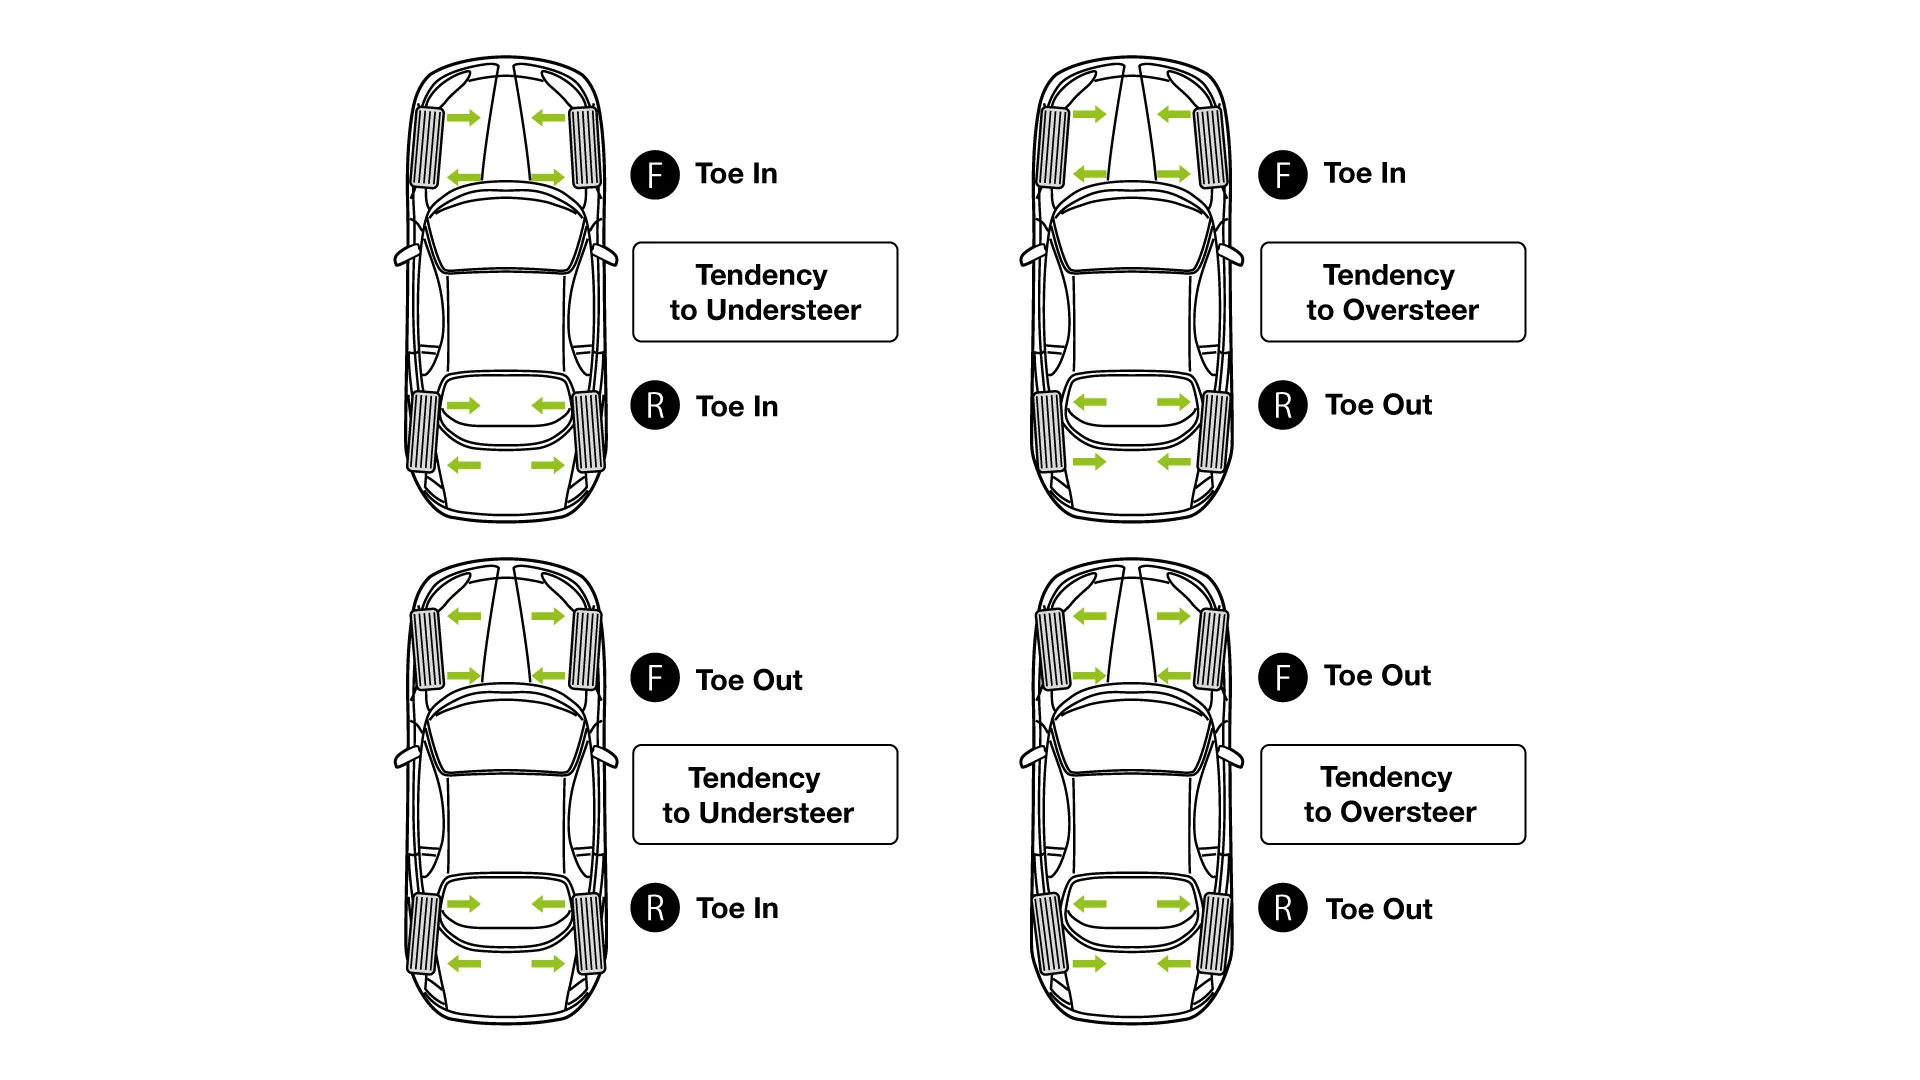 F Toe In
Tendency
to Understeer
R Toe In
F Toe In
Tendency
to Oversteer
R Toe Out
F Toe Out
Tendency
to Understeer
R Toe In
F Toe Out
Tendency
to Oversteer
R Toe Out